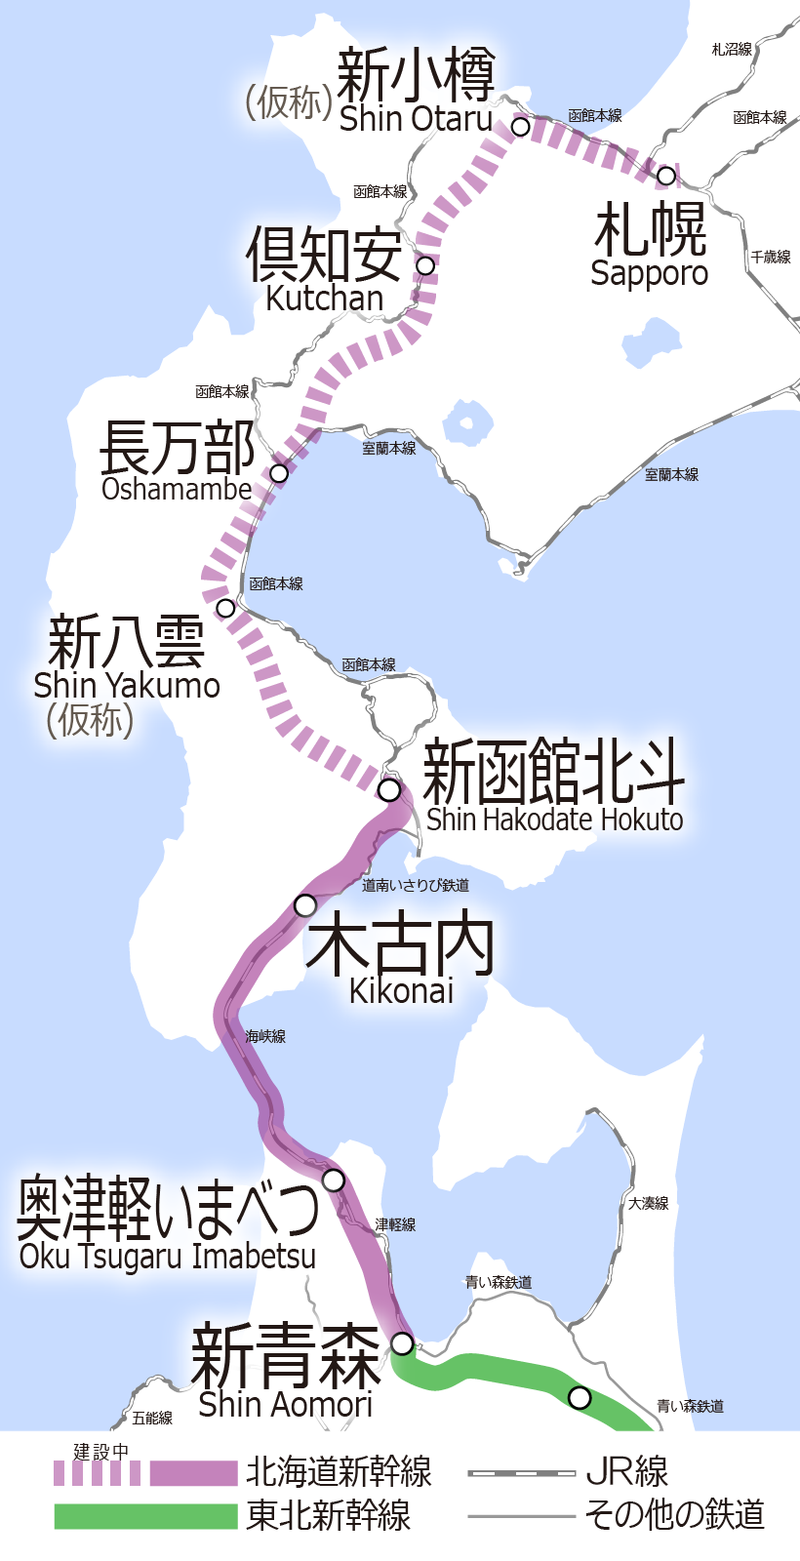 札沼線
新小樽
(仮称)
Shin Otaru
函館本線
函館本線
函館本線
札幌
Sapporo
倶知安
Kutchan
千歳線
函館本線
長万部
Oshamambe
室蘭本線
室蘭本線
函館本線
新八雲
Shin Yakumo
(仮称)
函館本線
新函館北斗
Shin Hakodate Hokuto
道南いさりび鉄道
木古内
Kikonai
海峡線
奥津軽いまべつ
Oku Tsugaru Imabetsu
大湊線
津軽線
青い森鉄道
新青森
Shin Aomori
青い森鉄道
五能線
建設中
北海道新幹線
JR線
東北新幹線
その他の鉄道